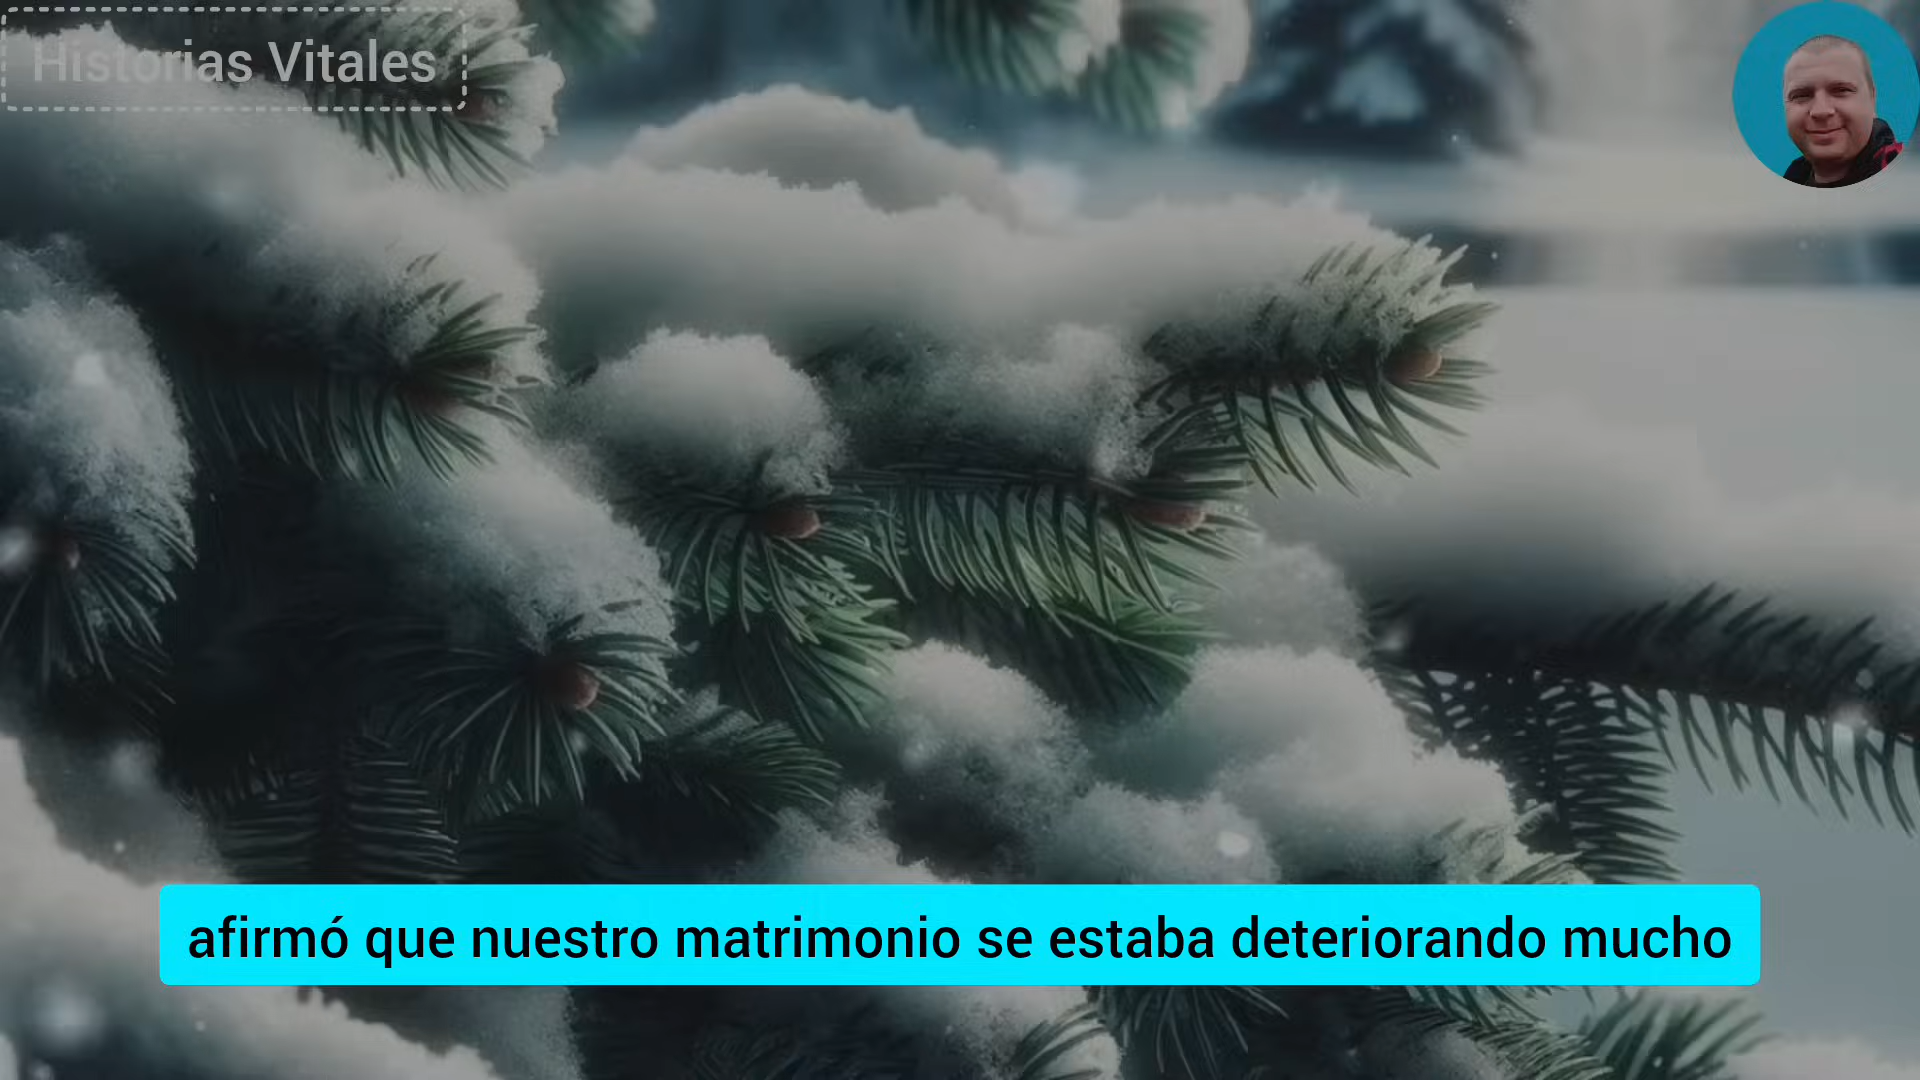 Historias Vitales
afirmó que nuestro matrimonio se estaba deteriorando mucho